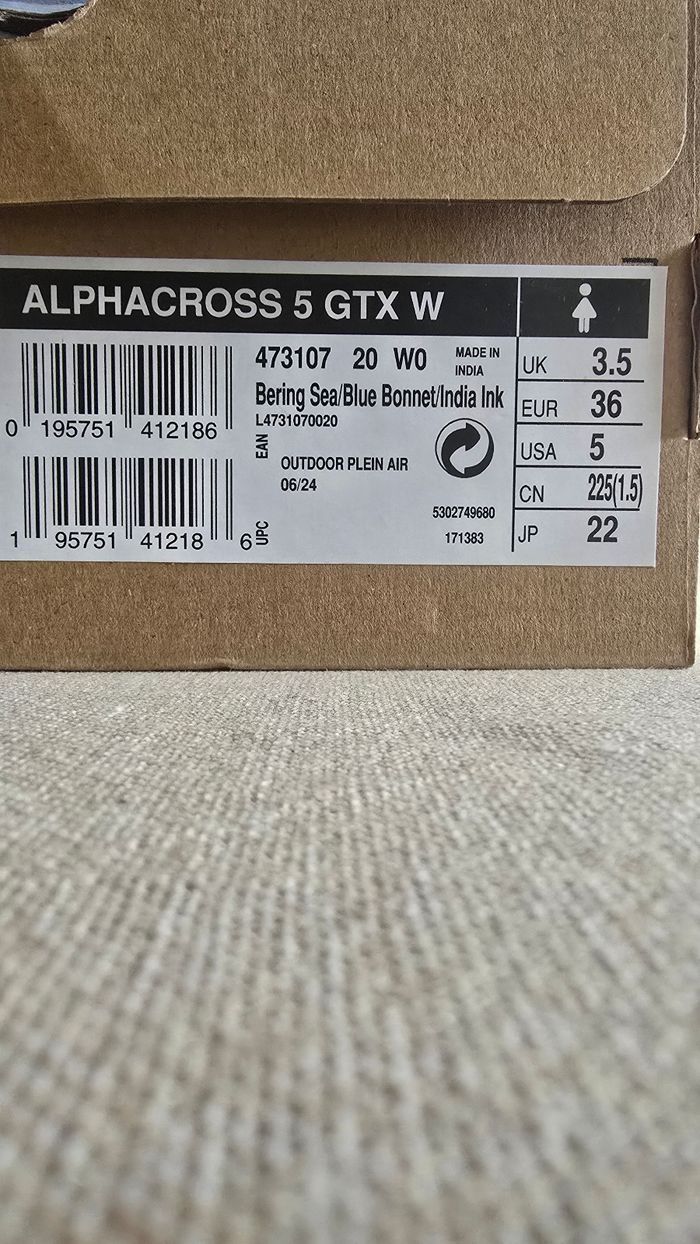 ALPHACROSS 5 GTX W
0 195751 412186
EAN
1 95751 41218 6
UPC
473107 20 W0
MADE IN
INDIA
Bering Sea/Blue Bonnet/India Ink
L4731070020
OUTDOOR PLEIN AIR
06/24
5302749680
171383
UK 3.5
EUR 36
USA 5
CN 225(1.5)
JP 22